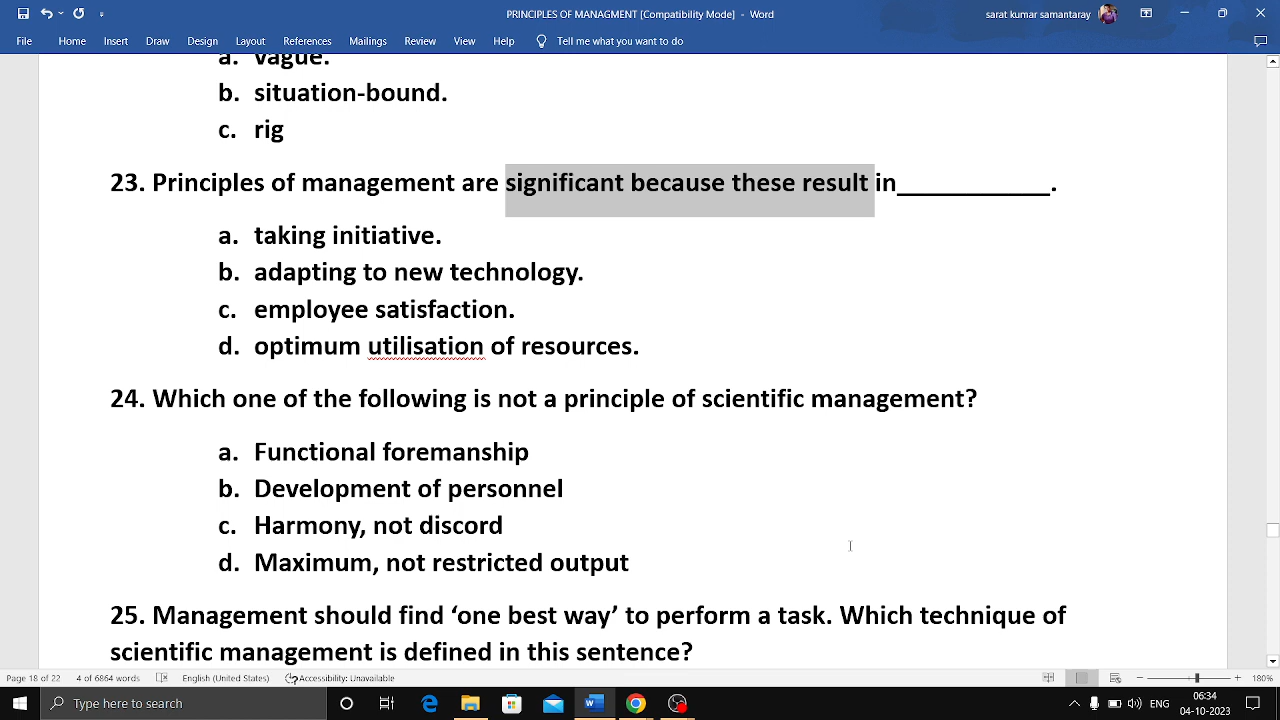 PRINCIPLES OF MANAGMENT [Compatibility Mode] - Word
sarat kumar samantaray
File Home Insert Draw Design Layout References Mailings Review View Help Tell me what you want to do
a. vague.
b. situation-bound.
c. rig
23. Principles of management are significant because these result in___________.
a. taking initiative.
b. adapting to new technology.
c. employee satisfaction.
d. optimum utilisation of resources.
24. Which one of the following is not a principle of scientific management?
a. Functional foremanship
b. Development of personnel
c. Harmony, not discord
d. Maximum, not restricted output
25. Management should find ‘one best way’ to perform a task. Which technique of
scientific management is defined in this sentence?
Page 18 of 22 4 of 6864 words English (United States) Accessibility: Unavailable 180%
Type here to search
ENG
06:34
04-10-2023